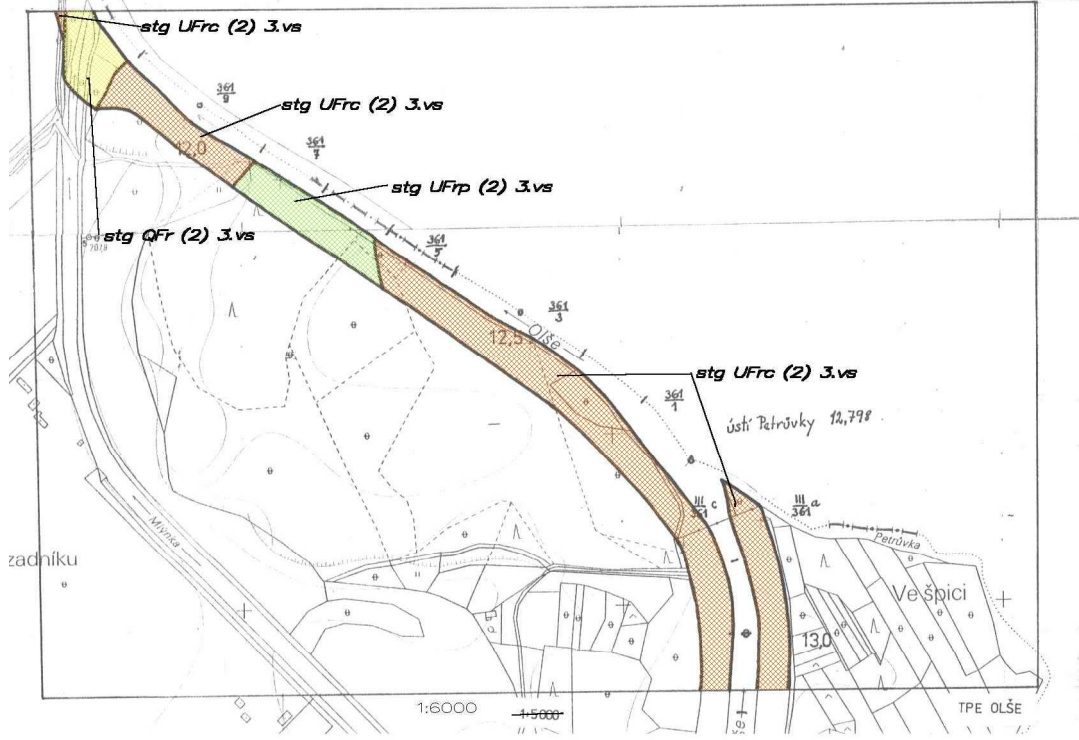 stg UFrc (2) 3.vs
361
9
stg UFrc (2) 3.vs
12,0
361
7
stg UFrp (2) 3.vs
stg QFr (2) 3.vs
361
5
361
3
Olše
12,5
stg UFrc (2) 3.vs
361
1
ústí Petrůvky 12,798
III c
361
III a
361
Petrůvka
Mlýnka
zadníku
Ve špici
13,0
1:6000
1:5000
TPE OLŠE